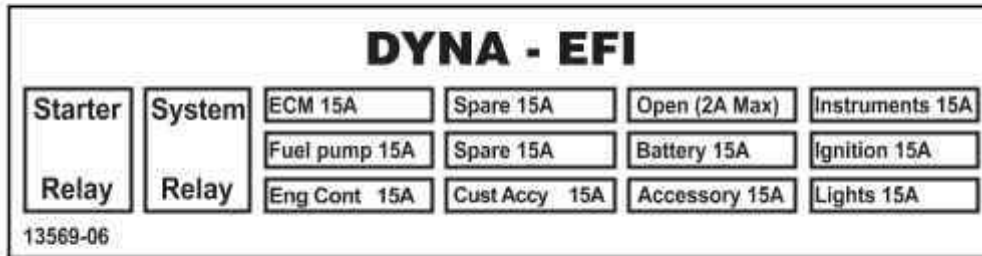 DYNA - EFI
Starter Relay
System Relay
ECM 15A
Spare 15A
Open (2A Max)
Instruments 15A
Fuel pump 15A
Spare 15A
Battery 15A
Ignition 15A
Eng Cont 15A
Cust Accy 15A
Accessory 15A
Lights 15A
13569-06